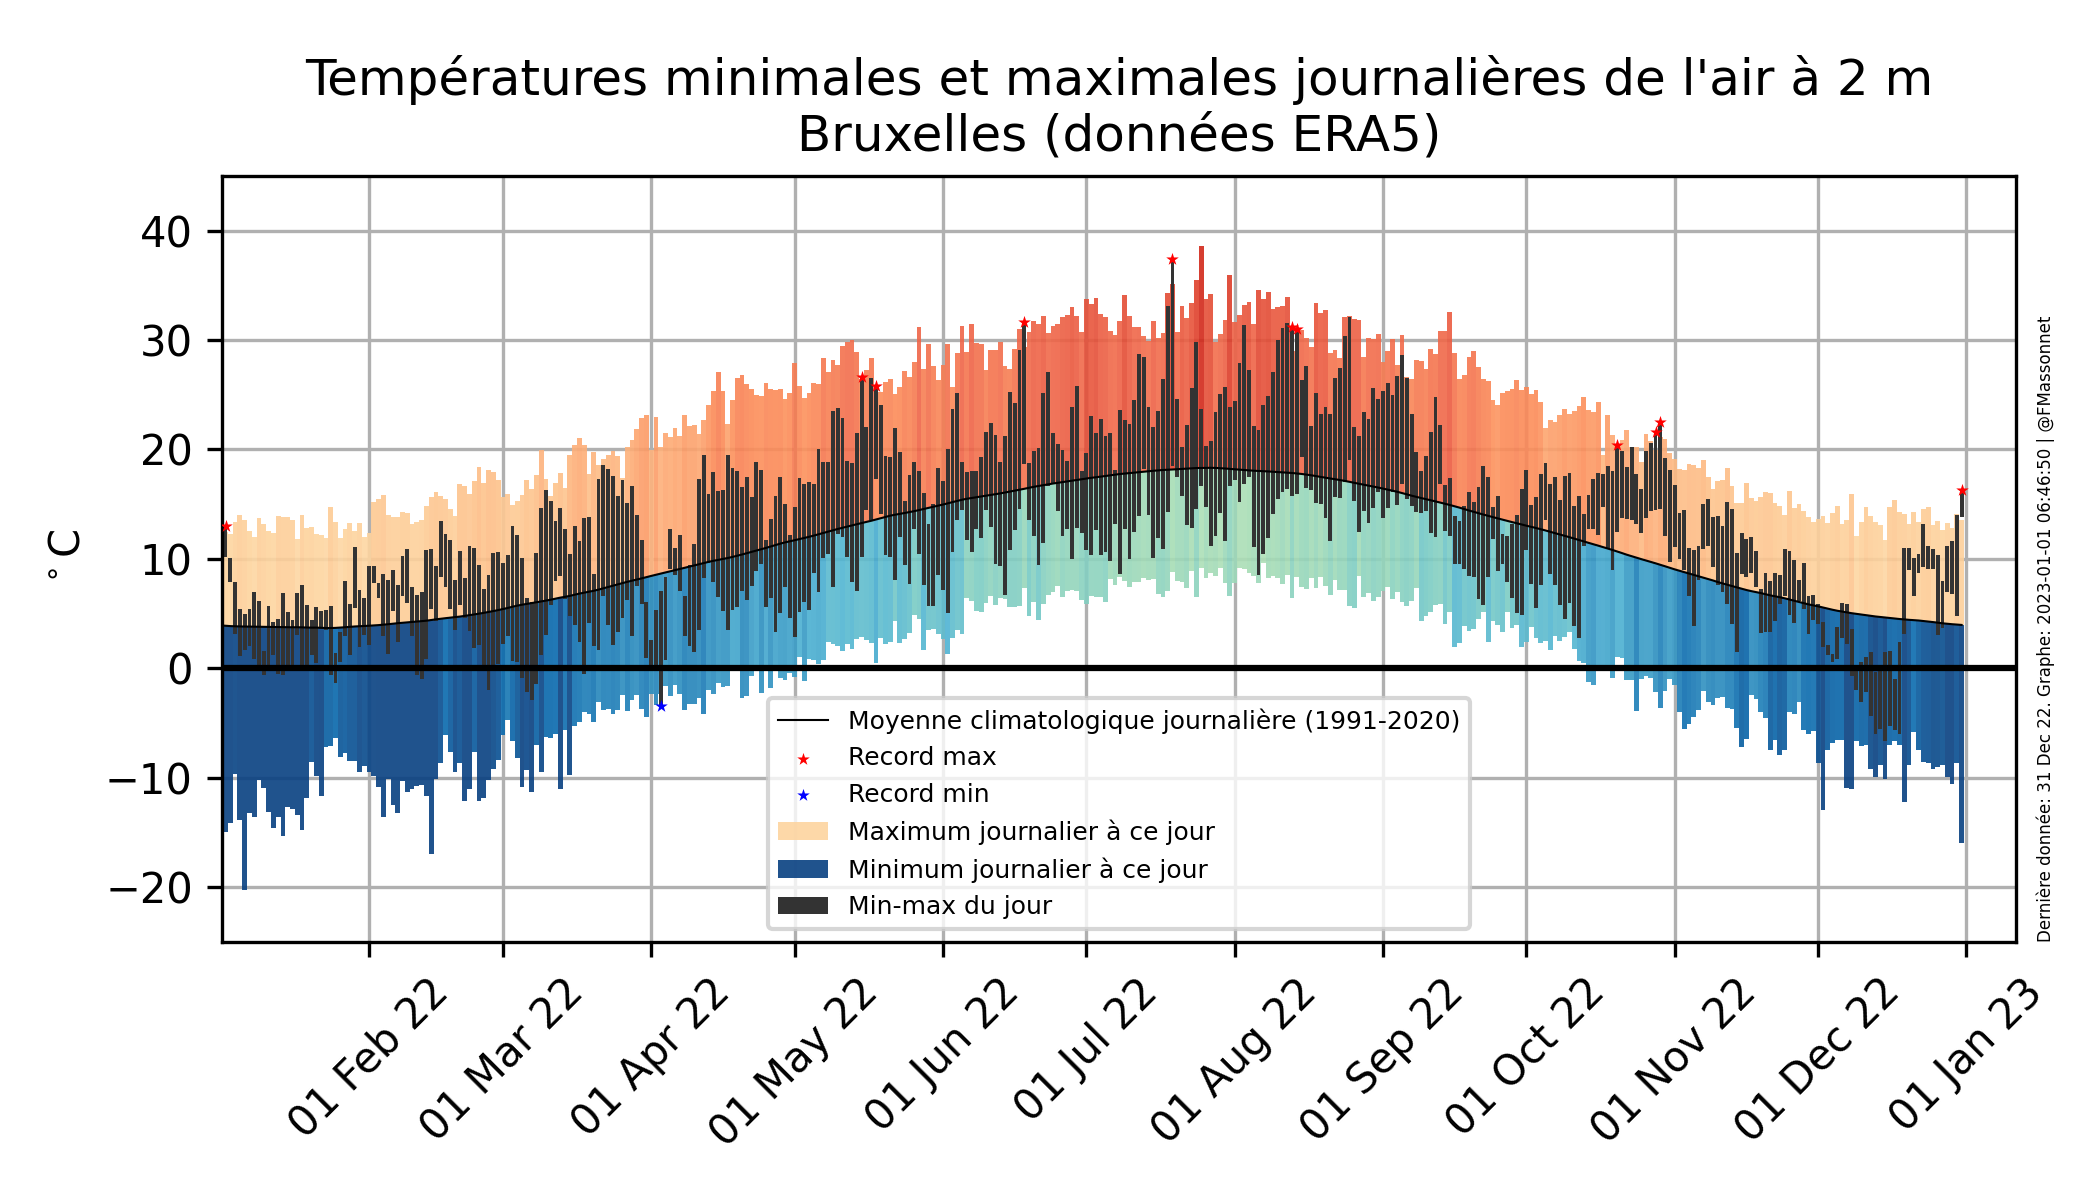 Températures minimales et maximales journalières de l'air à 2 m
Bruxelles (données ERA5)
°C
40
30
20
10
0
−10
−20
Moyenne climatologique journalière (1991-2020)
Record max
Record min
Maximum journalier à ce jour
Minimum journalier à ce jour
Min-max du jour
01 Feb 22
01 Mar 22
01 Apr 22
01 May 22
01 Jun 22
01 Jul 22
01 Aug 22
01 Sep 22
01 Oct 22
01 Nov 22
01 Dec 22
01 Jan 23
Dernière donnée: 31 Dec 22. Graphe: 2023-01-01 06:46:50 | @FMassonnet